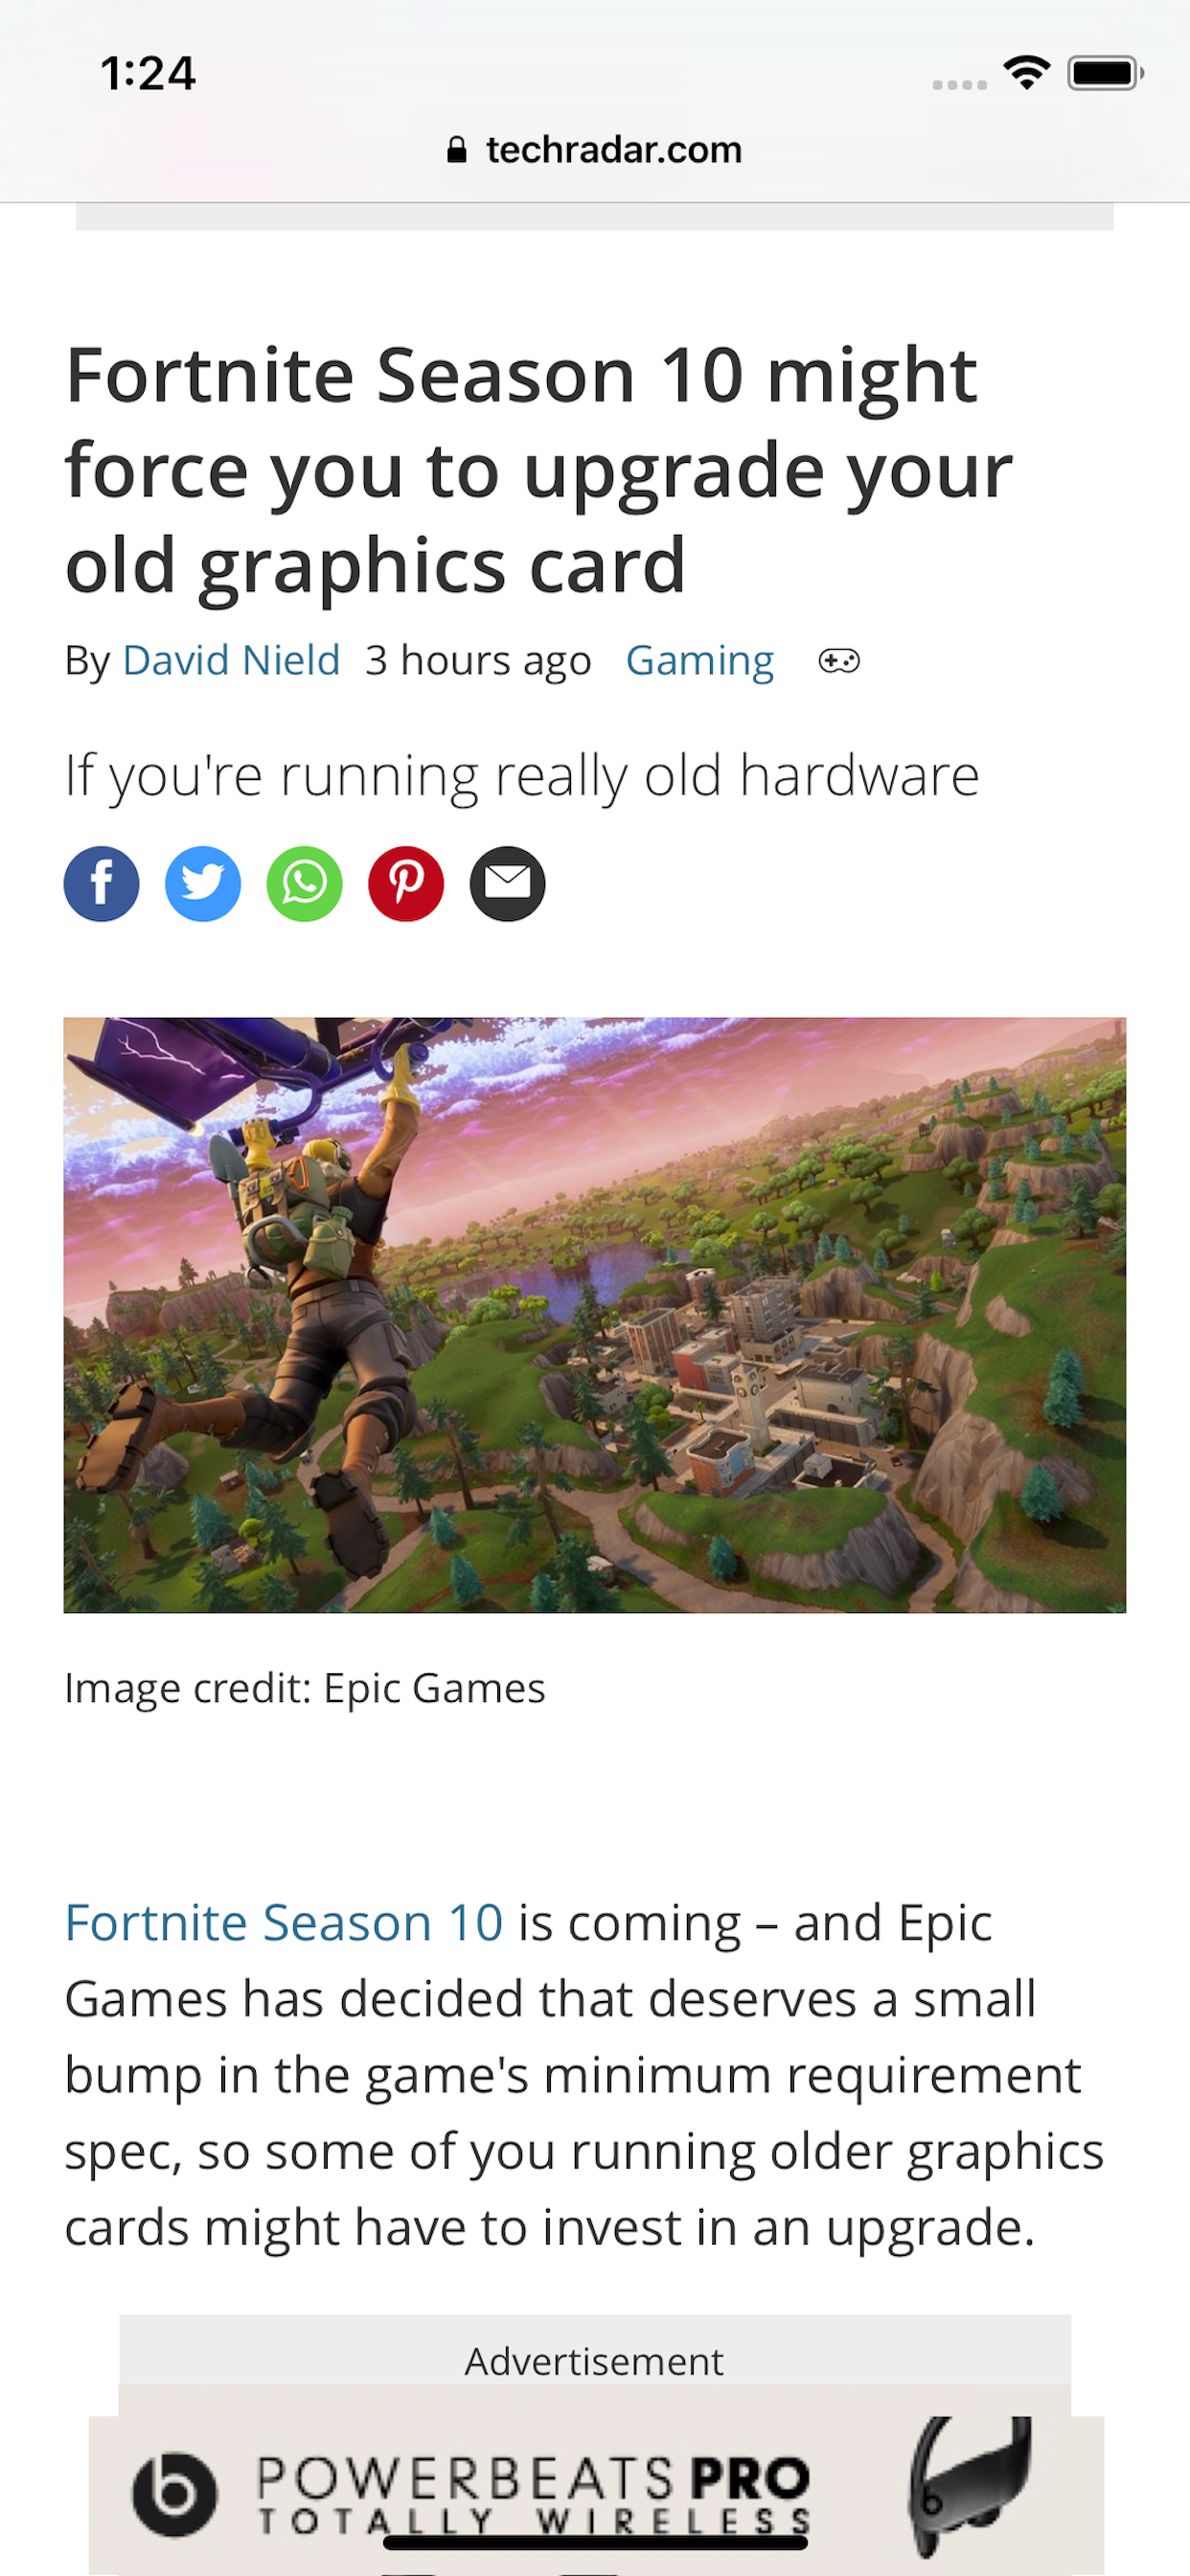 1:24
techradar.com
Fortnite Season 10 might
force you to upgrade your
old graphics card
By David Nield 3 hours ago Gaming
If you're running really old hardware
Image credit: Epic Games
Fortnite Season 10 is coming – and Epic
Games has decided that deserves a small
bump in the game's minimum requirement
spec, so some of you running older graphics
cards might have to invest in an upgrade.
Advertisement
POWERBEATS PRO
TOTALLY WIRELESS